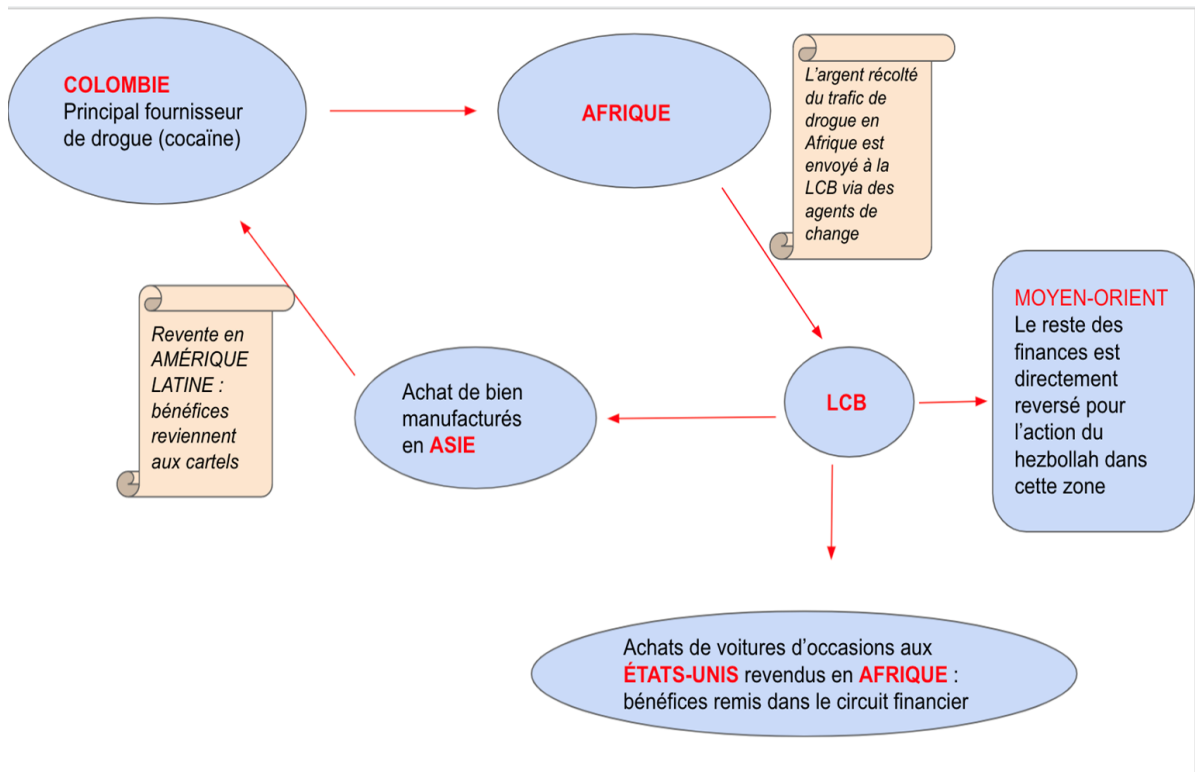 COLOMBIE
Principal fournisseur
de drogue (cocaïne)
AFRIQUE
L'argent récolté
du trafic de
drogue en
Afrique est
envoyé à la
LCB via des
agents de
change
MOYEN-ORIENT
Le reste des
finances est
directement
reversé pour
l'action du
hezbollah dans
cette zone
Revente en
AMÉRIQUE
LATINE :
bénéfices
reviennent
aux cartels
Achat de bien
manufacturés
en ASIE
LCB
Achats de voitures d'occasions aux
ÉTATS-UNIS revendus en AFRIQUE :
bénéfices remis dans le circuit financier